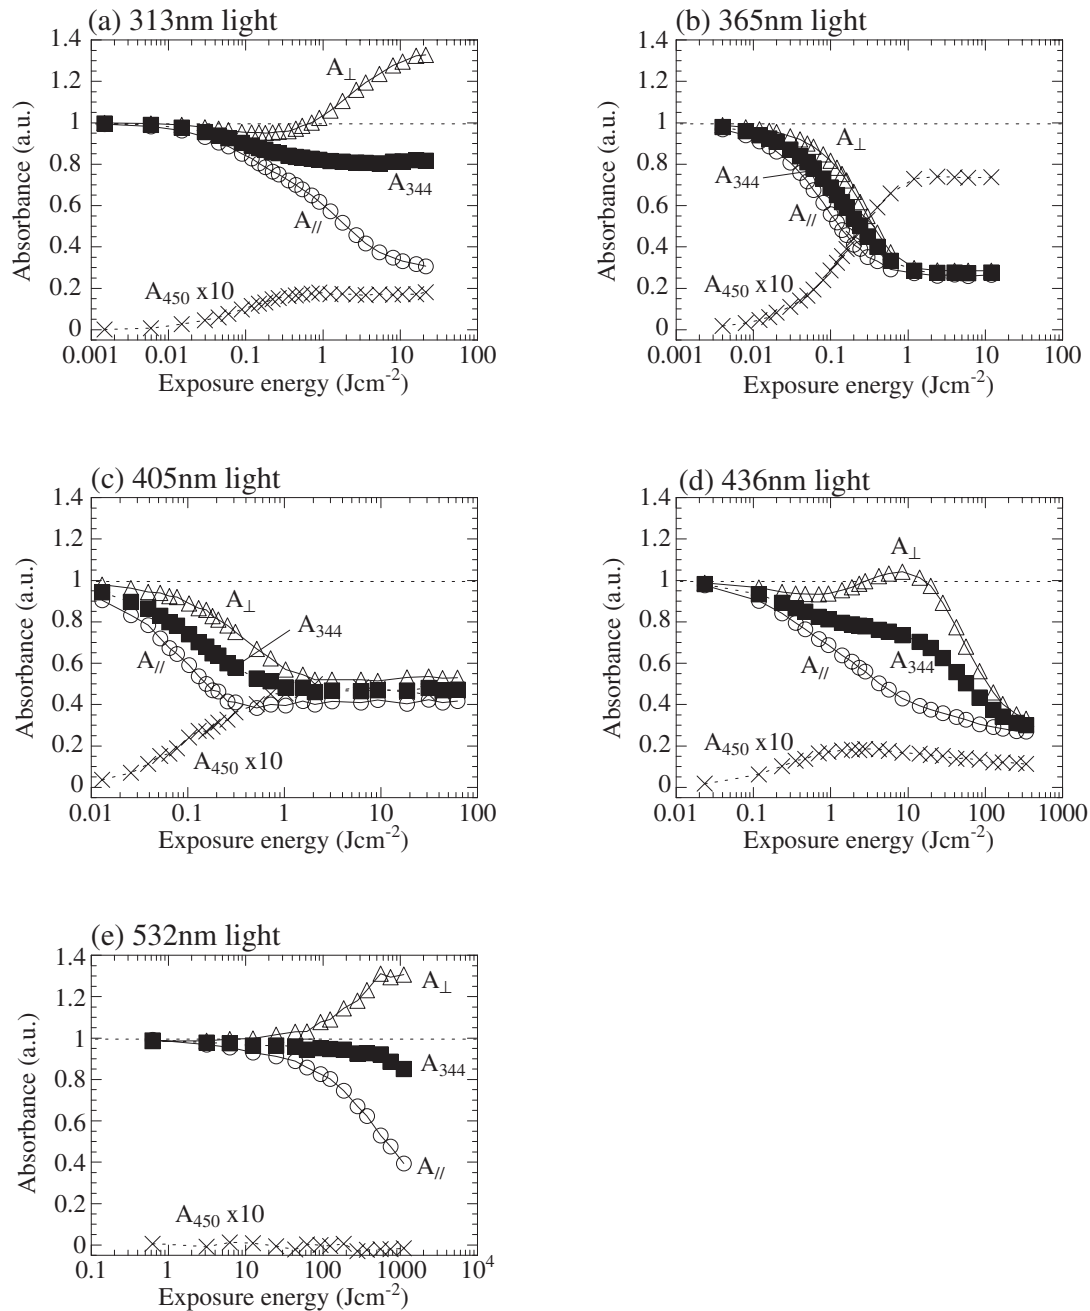 (a) 313nm light
1.4
1.2
1
0.8
0.6
0.4
0.2
0
Absorbance (a.u.)
A⊥
A344
A//
A450 x10
0.001 0.01 0.1 1 10 100
Exposure energy (Jcm-2)
(b) 365nm light
1.4
1.2
1
0.8
0.6
0.4
0.2
0
Absorbance (a.u.)
A⊥
A344
A//
A450 x10
0.001 0.01 0.1 1 10 100
Exposure energy (Jcm-2)
(c) 405nm light
1.4
1.2
1
0.8
0.6
0.4
0.2
0
Absorbance (a.u.)
A⊥
A344
A//
A450 x10
0.01 0.1 1 10 100
Exposure energy (Jcm-2)
(d) 436nm light
1.4
1.2
1
0.8
0.6
0.4
0.2
0
Absorbance (a.u.)
A⊥
A344
A//
A450 x10
0.01 0.1 1 10 100 1000
Exposure energy (Jcm-2)
(e) 532nm light
1.4
1.2
1
0.8
0.6
0.4
0.2
0
Absorbance (a.u.)
A⊥
A344
A//
A450 x10
0.1 1 10 100 1000 104
Exposure energy (Jcm-2)